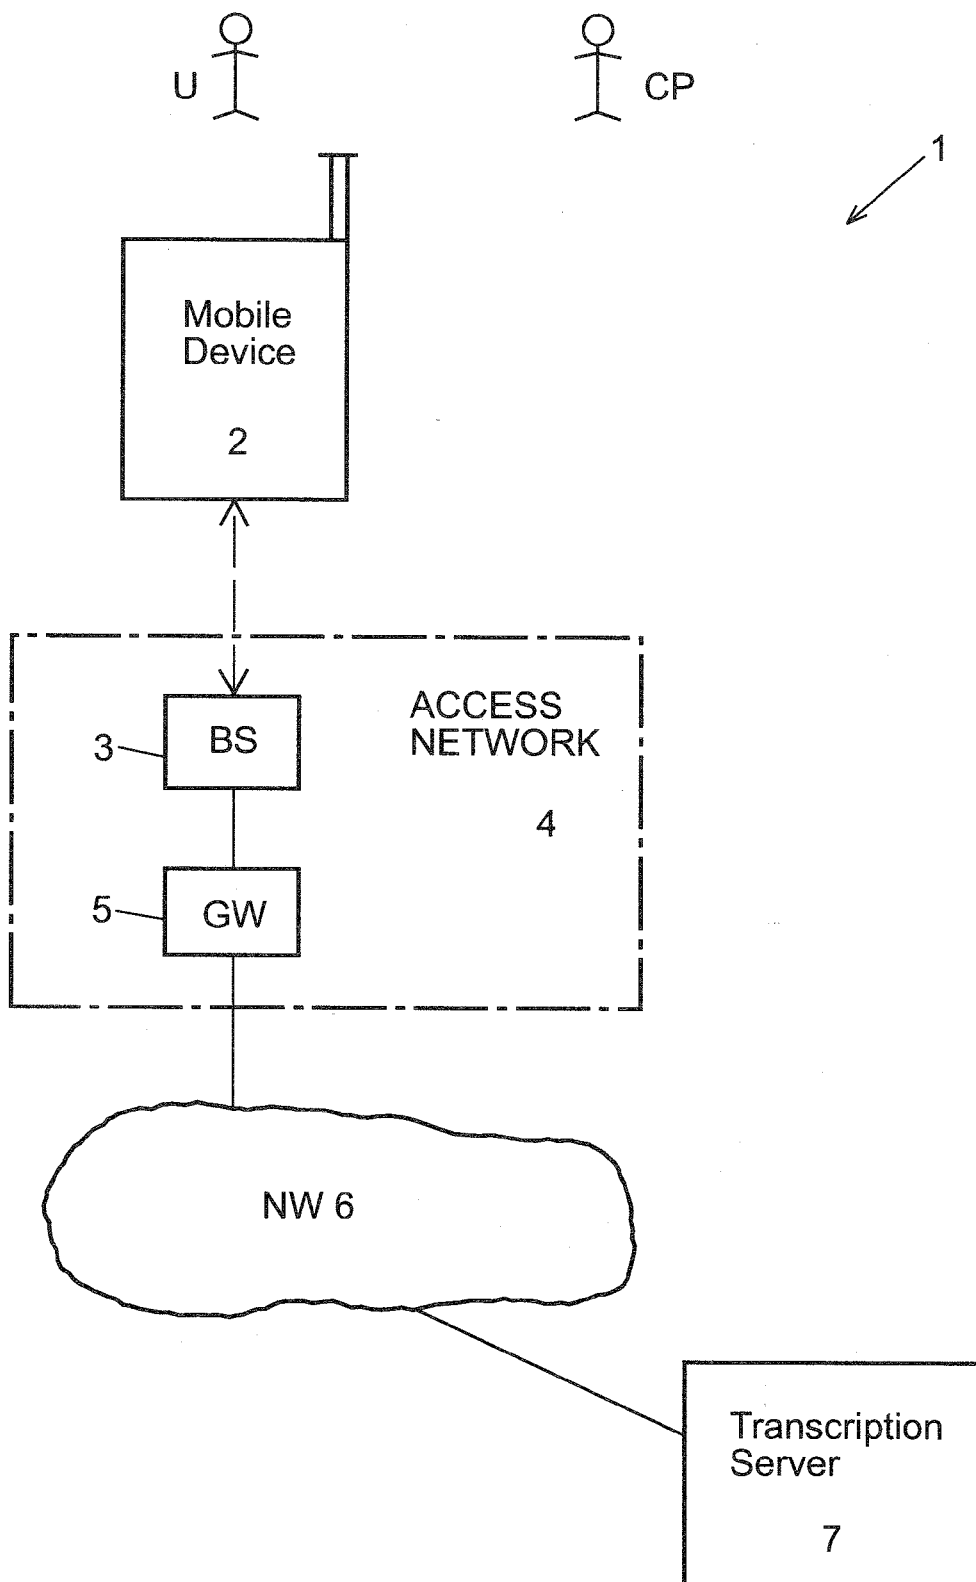 U
CP
1
Mobile
Device
2
ACCESS
NETWORK
4
3
BS
5
GW
NW 6
Transcription
Server
7